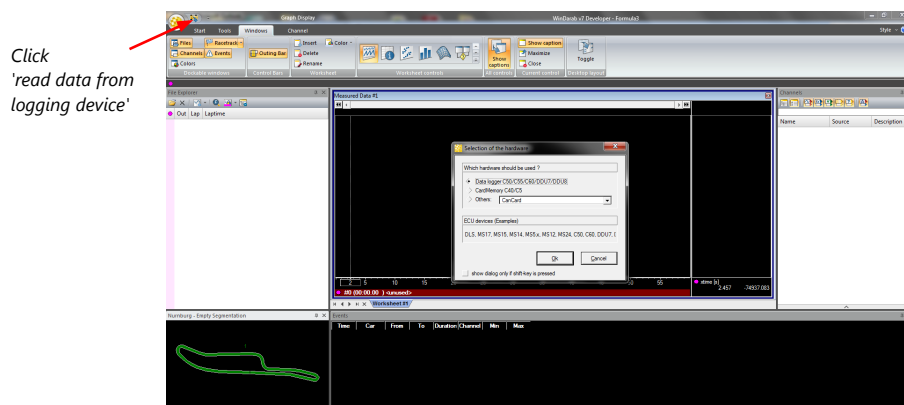 Click
'read data from
logging device'
Graph Display
WinDarab v7 Developer - Formula3
Start Tools Windows Channel
Style
Files Racetrack Insert Color
Channels Events Outing Bar Delete
Colors Rename
Show captions
Show caption
Maximize
Close
Toggle
Dockable windows Control Bars Worksheet Worksheet controls All controls Current control Desktop layout
File Explorer
Out Lap Laptime
Measured Data #1
Channels
Name Source Description
Selection of the hardware
Which hardware should be used ?
Data logger C50/C55/C60/DDU7/DDU8
CardMemory C40/C5
Others: CanCard
ECU devices (Examples)
DLS, MS17, MS15, MS14, MS5.x, MS12, MS24, C50, C60, DDU7, (
Ok Cancel
show dialog only if shift-key is pressed
5 10 15 55
xtime [s]
2.457 -74937.083
#0 (00:00.00 ) <unused>
Worksheet #1
Nurnburg - Empty Segmentation
Events
Time Car From To Duration Channel Min Max